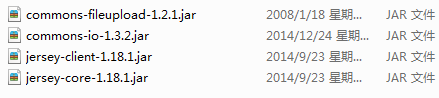 commons-fileupload-1.2.1.jar 2008/1/18 星期... JAR 文件
commons-io-1.3.2.jar 2014/12/24 星期... JAR 文件
jersey-client-1.18.1.jar 2014/9/23 星期... JAR 文件
jersey-core-1.18.1.jar 2014/9/23 星期... JAR 文件